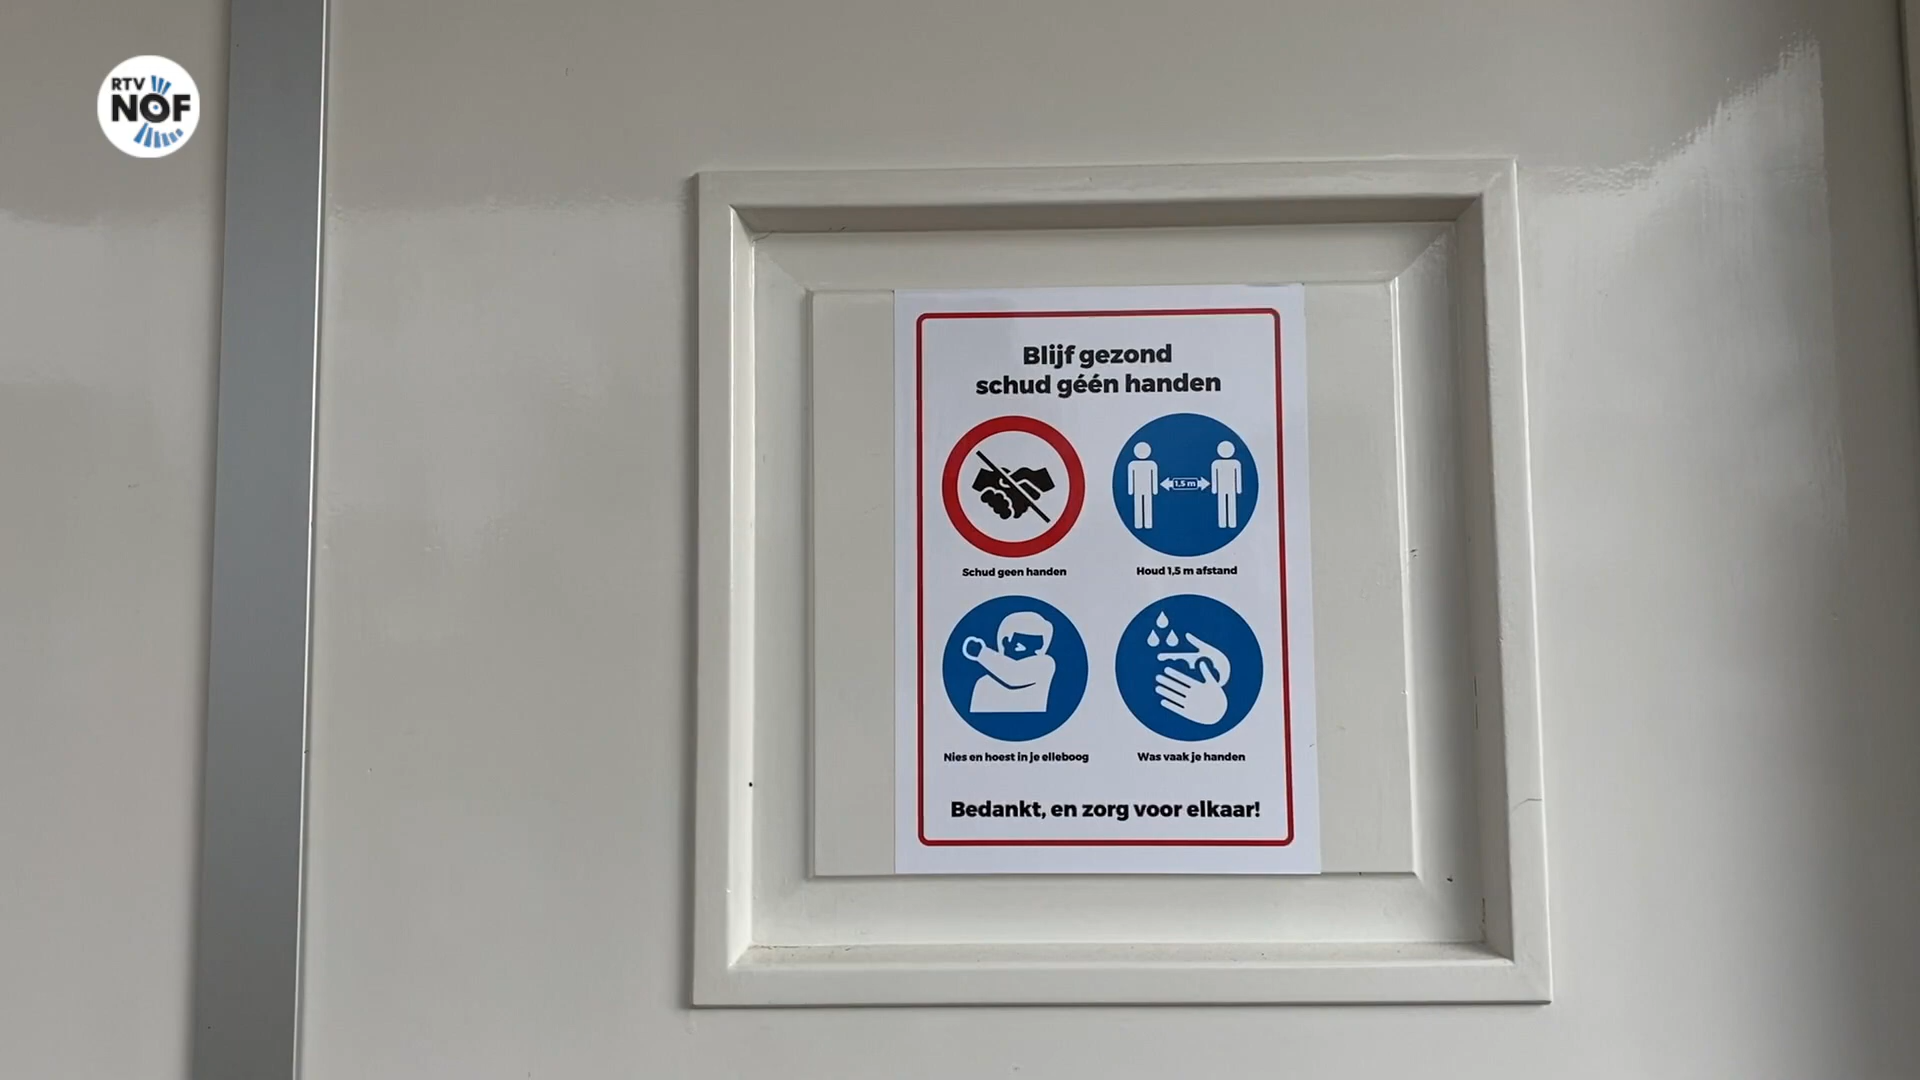 RTV
NOF
Blijf gezond
schud géén handen
1,5 m
Schud geen handen
Houd 1,5 m afstand
Nies en hoest in je elleboog
Was vaak je handen
Bedankt, en zorg voor elkaar!